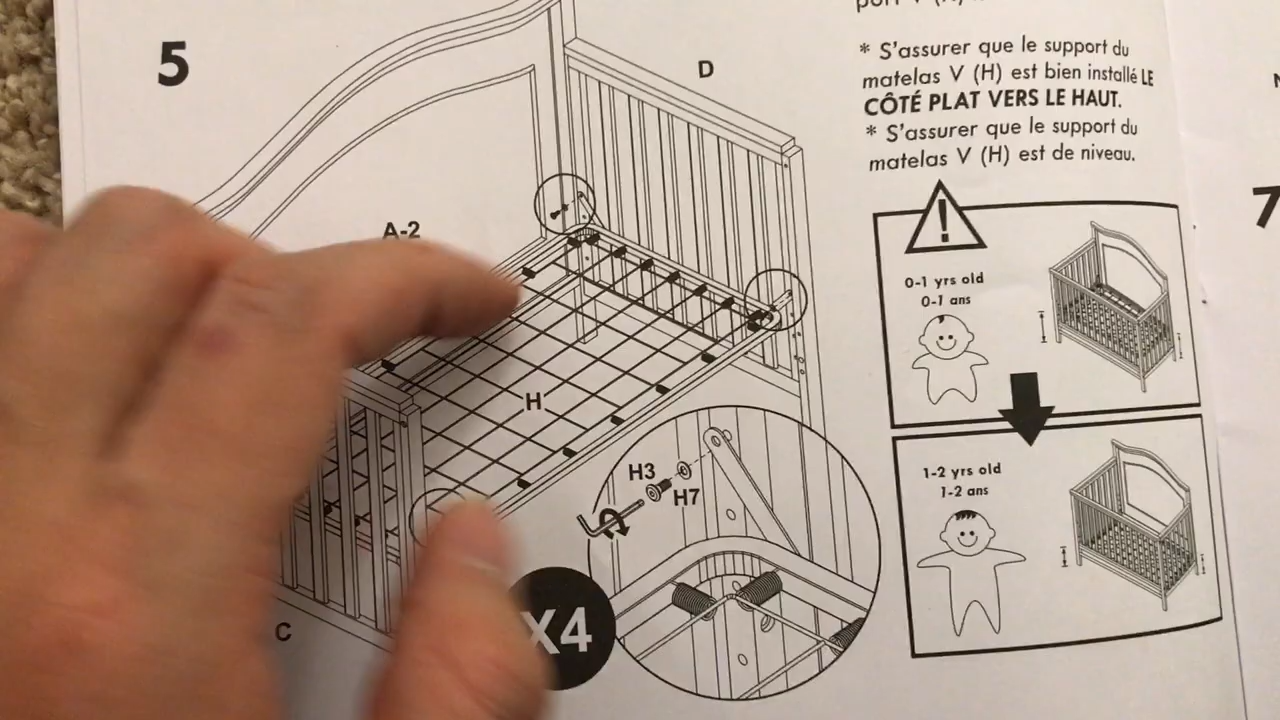 5
D
A-2
H
H3
H7
C
X4
* S'assurer que le support du
matelas V (H) est bien installé LE
CÔTÉ PLAT VERS LE HAUT.
* S'assurer que le support du
matelas V (H) est de niveau.
!
0-1 yrs old
0-1 ans
1-2 yrs old
1-2 ans
7